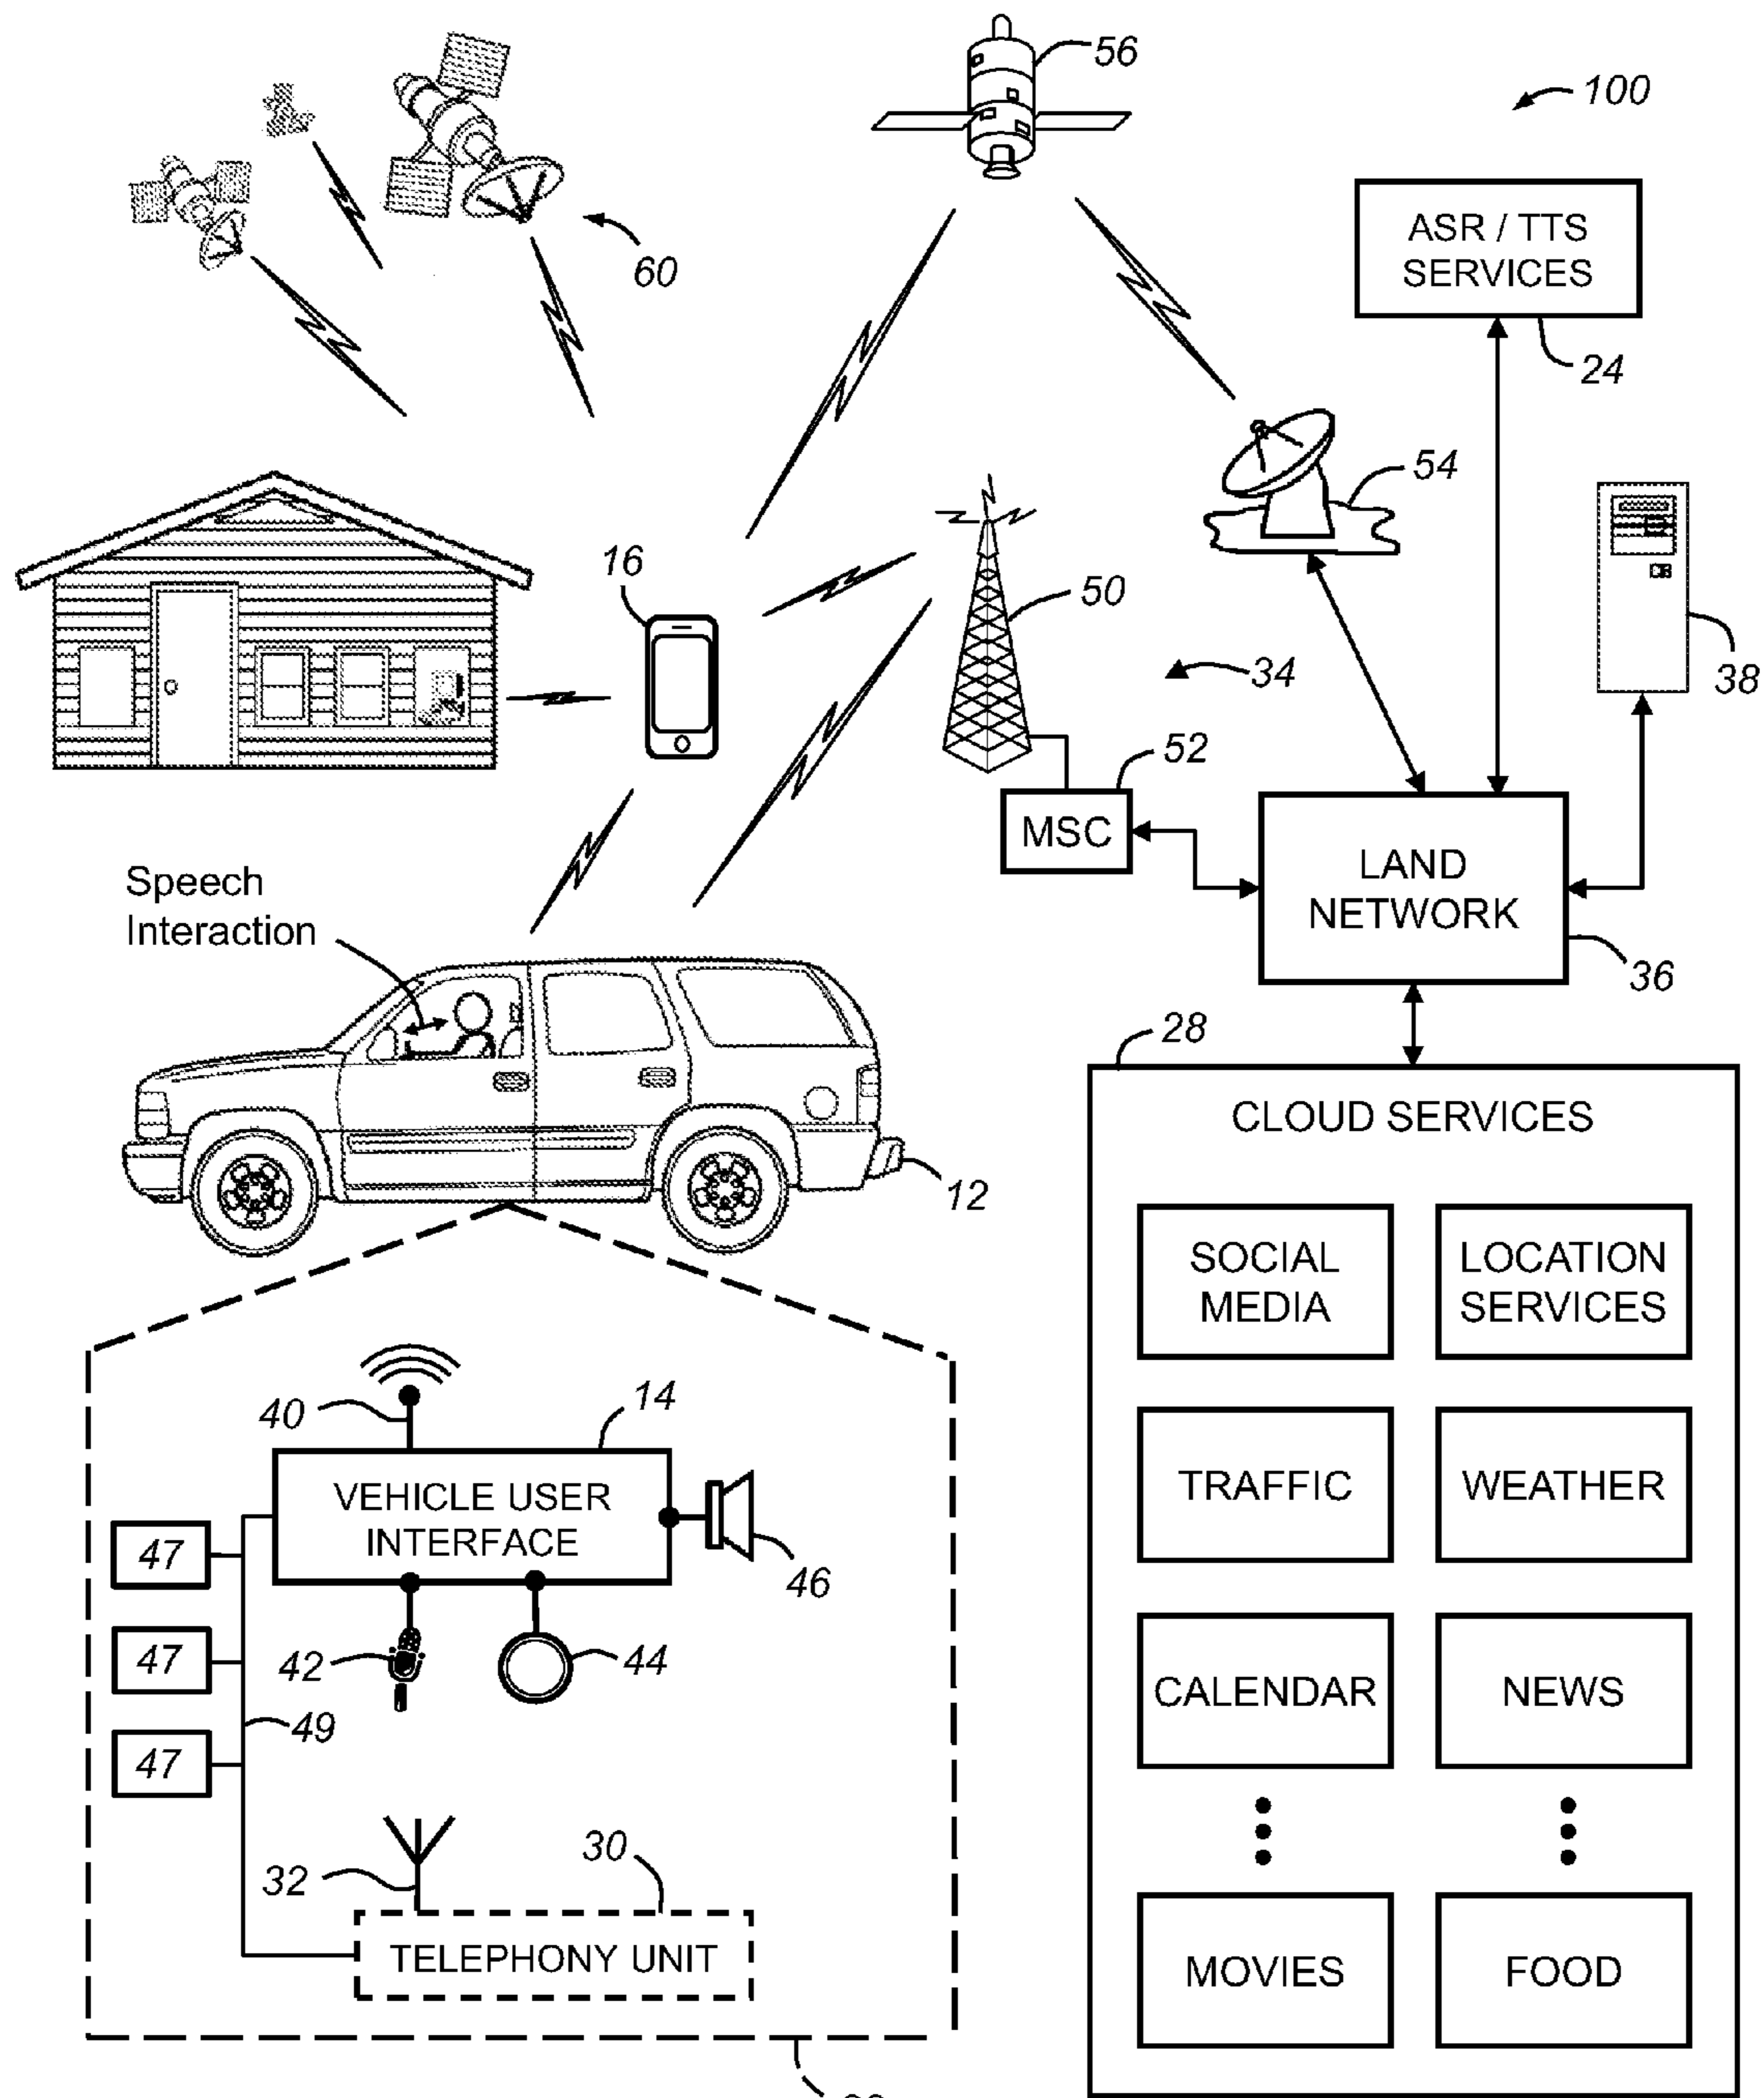 56
100
60
ASR / TTS
SERVICES
24
54
16
50
34
38
52
MSC
LAND
NETWORK
36
Speech
Interaction
28
CLOUD SERVICES
12
SOCIAL
MEDIA
LOCATION
SERVICES
40
14
VEHICLE USER
INTERFACE
TRAFFIC
WEATHER
47
46
47
42
44
CALENDAR
NEWS
49
47
30
32
TELEPHONY UNIT
MOVIES
FOOD